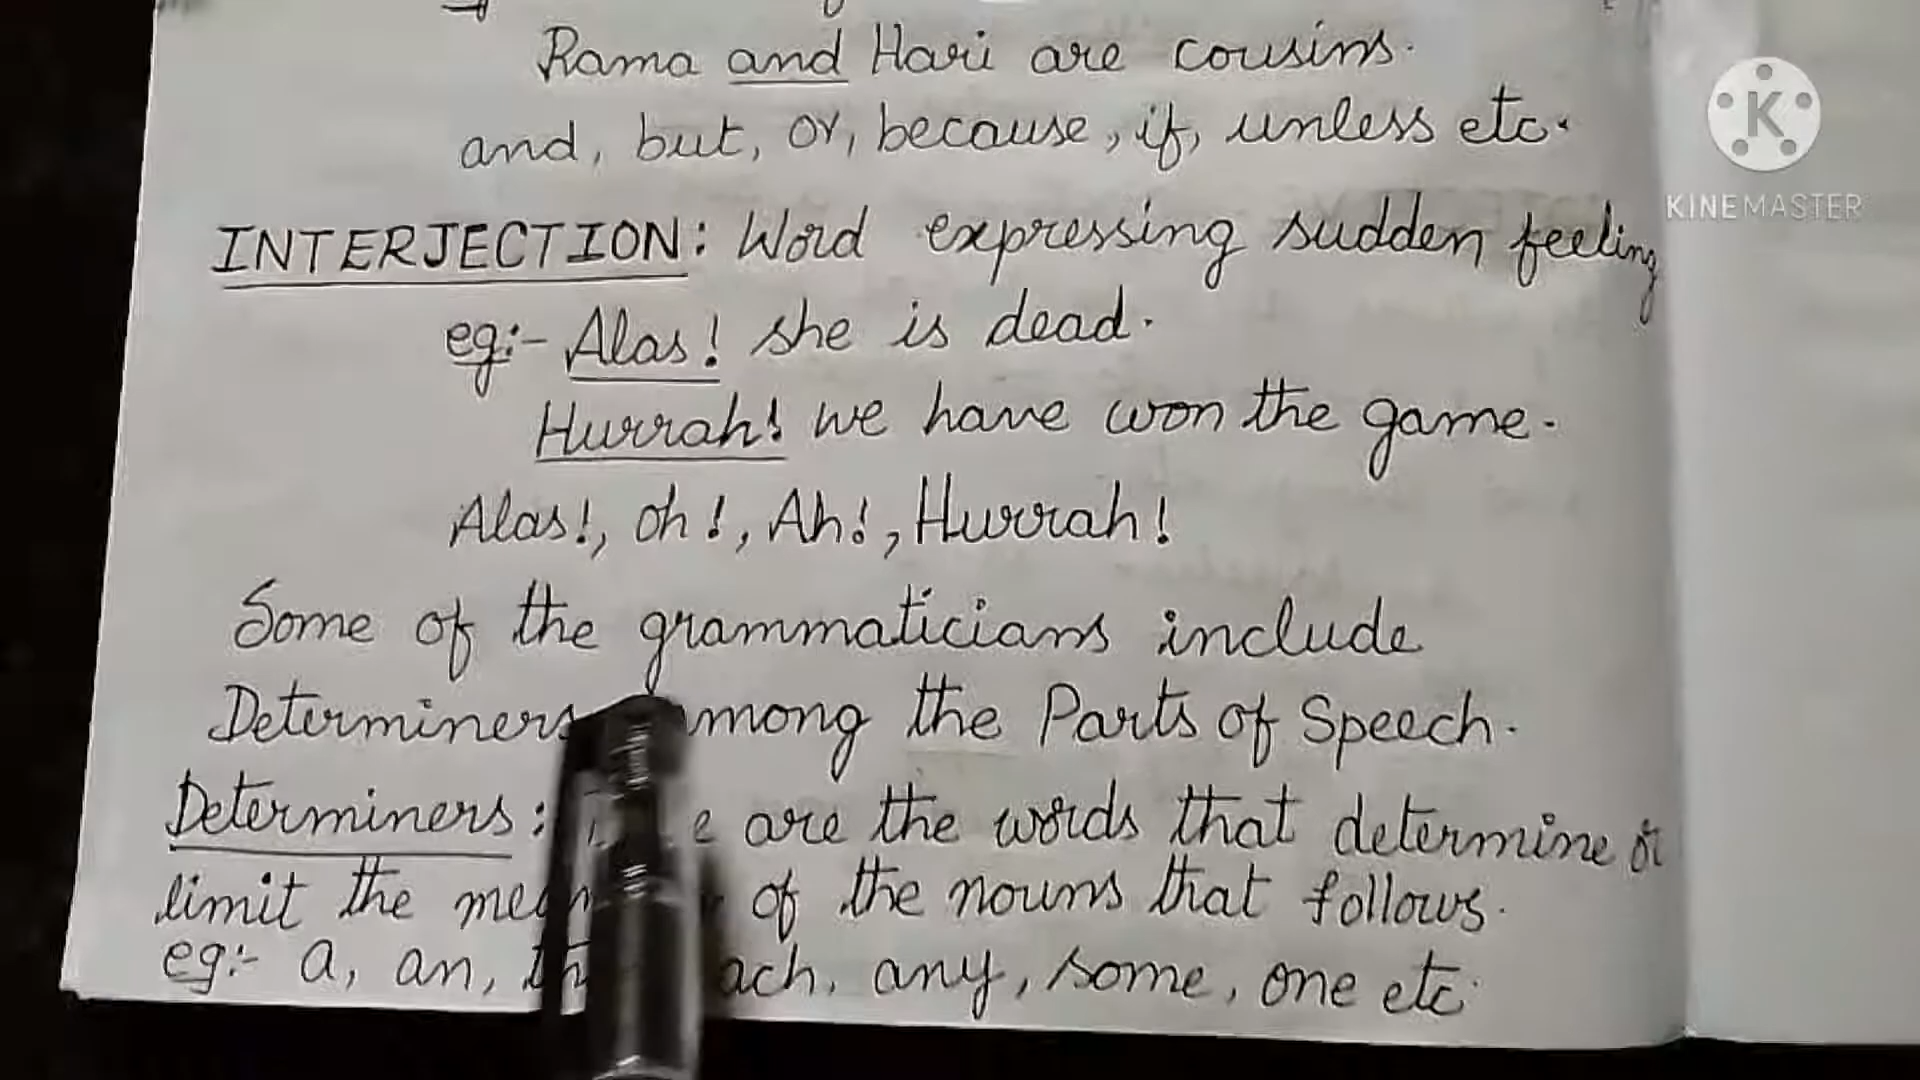 Rama and Hari are cousins.
and, but, or, because, if, unless etc.
INTERJECTION: Word expressing sudden feeling
eg:- Alas! she is dead.
Hurrah! we have won the game.
Alas!, oh!, Ah!, Hurrah!
Some of the grammaticians include
Determiners among the Parts of Speech.
Determiners: are the words that determine or
limit the of the nouns that follows.
eg:- a, an, any, some, one etc.
K
KINEMASTER